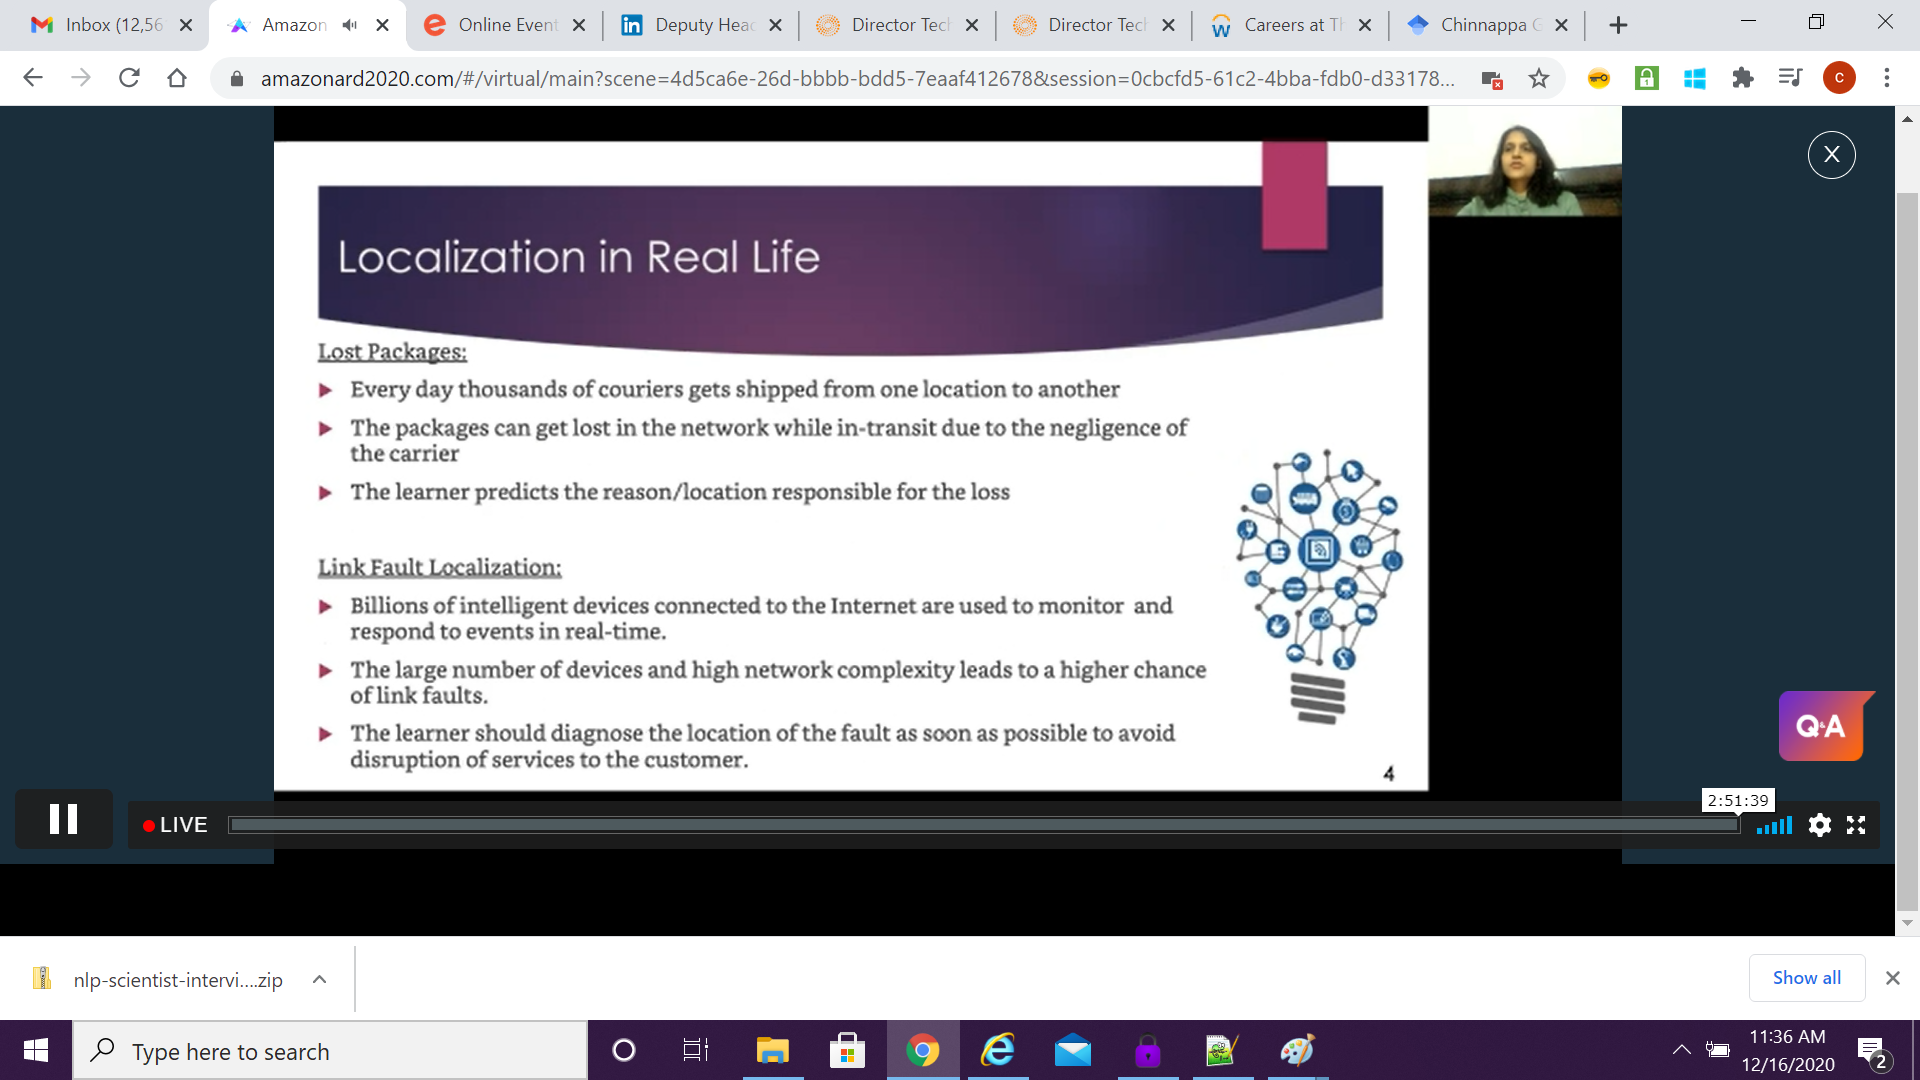 Inbox (12,56
Amazon
Online Event
Deputy Head
Director Tech
Director Tech
Careers at Th
Chinnappa G
amazonard2020.com/#/virtual/main?scene=4d5ca6e-26d-bbbb-bdd5-7eaaf412678&session=0cbcfd5-61c2-4bba-fdb0-d33178...
C
X
Localization in Real Life
Lost Packages:
Every day thousands of couriers gets shipped from one location to another
The packages can get lost in the network while in-transit due to the negligence of
the carrier
The learner predicts the reason/location responsible for the loss
Link Fault Localization:
Billions of intelligent devices connected to the Internet are used to monitor and
respond to events in real-time.
The large number of devices and high network complexity leads to a higher chance
of link faults.
The learner should diagnose the location of the fault as soon as possible to avoid
disruption of services to the customer.
4
Q&A
2:51:39
LIVE
nlp-scientist-intervi....zip
Show all
Type here to search
11:36 AM
12/16/2020
2